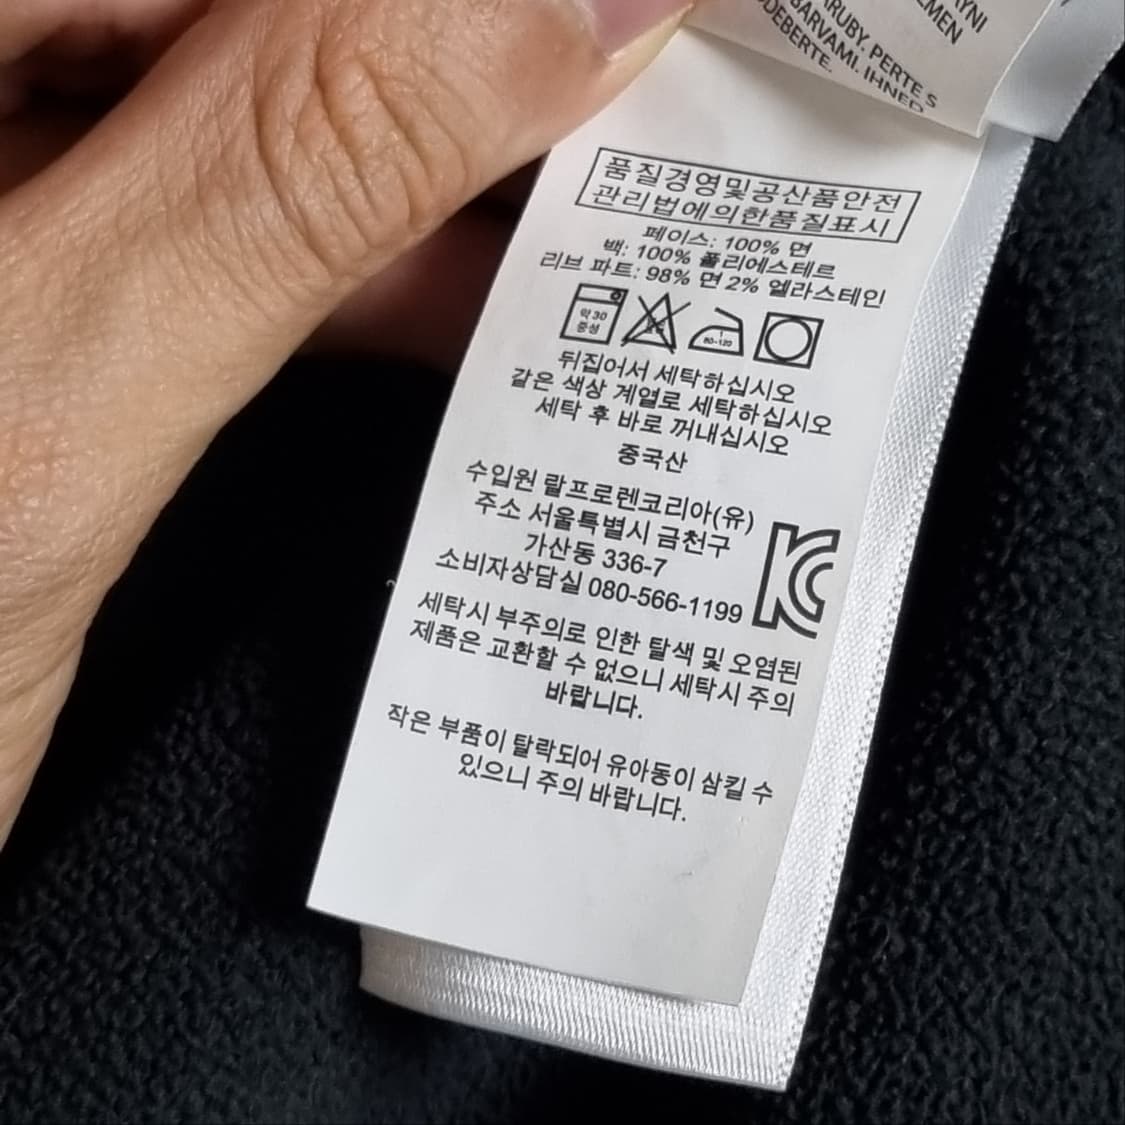 YNI
EMEN
ARUBY. PERTE S
BARVAMI. IHNED
ODEBERTE.
품질경영및공산품안전
관리법에의한품질표시
페이스: 100% 면
백: 100% 폴리에스테르
리브 파트: 98% 면 2% 엘라스테인
약 30
중성
80-120
뒤집어서 세탁하십시오
같은 색상 계열로 세탁하십시오
세탁 후 바로 꺼내십시오
중국산
수입원 랄프로렌코리아(유)
주소 서울특별시 금천구
가산동 336-7
소비자상담실 080-566-1199
세탁시 부주의로 인한 탈색 및 오염된
제품은 교환할 수 없으니 세탁시 주의
바랍니다.
작은 부품이 탈락되어 유아동이 삼킬 수
있으니 주의 바랍니다.